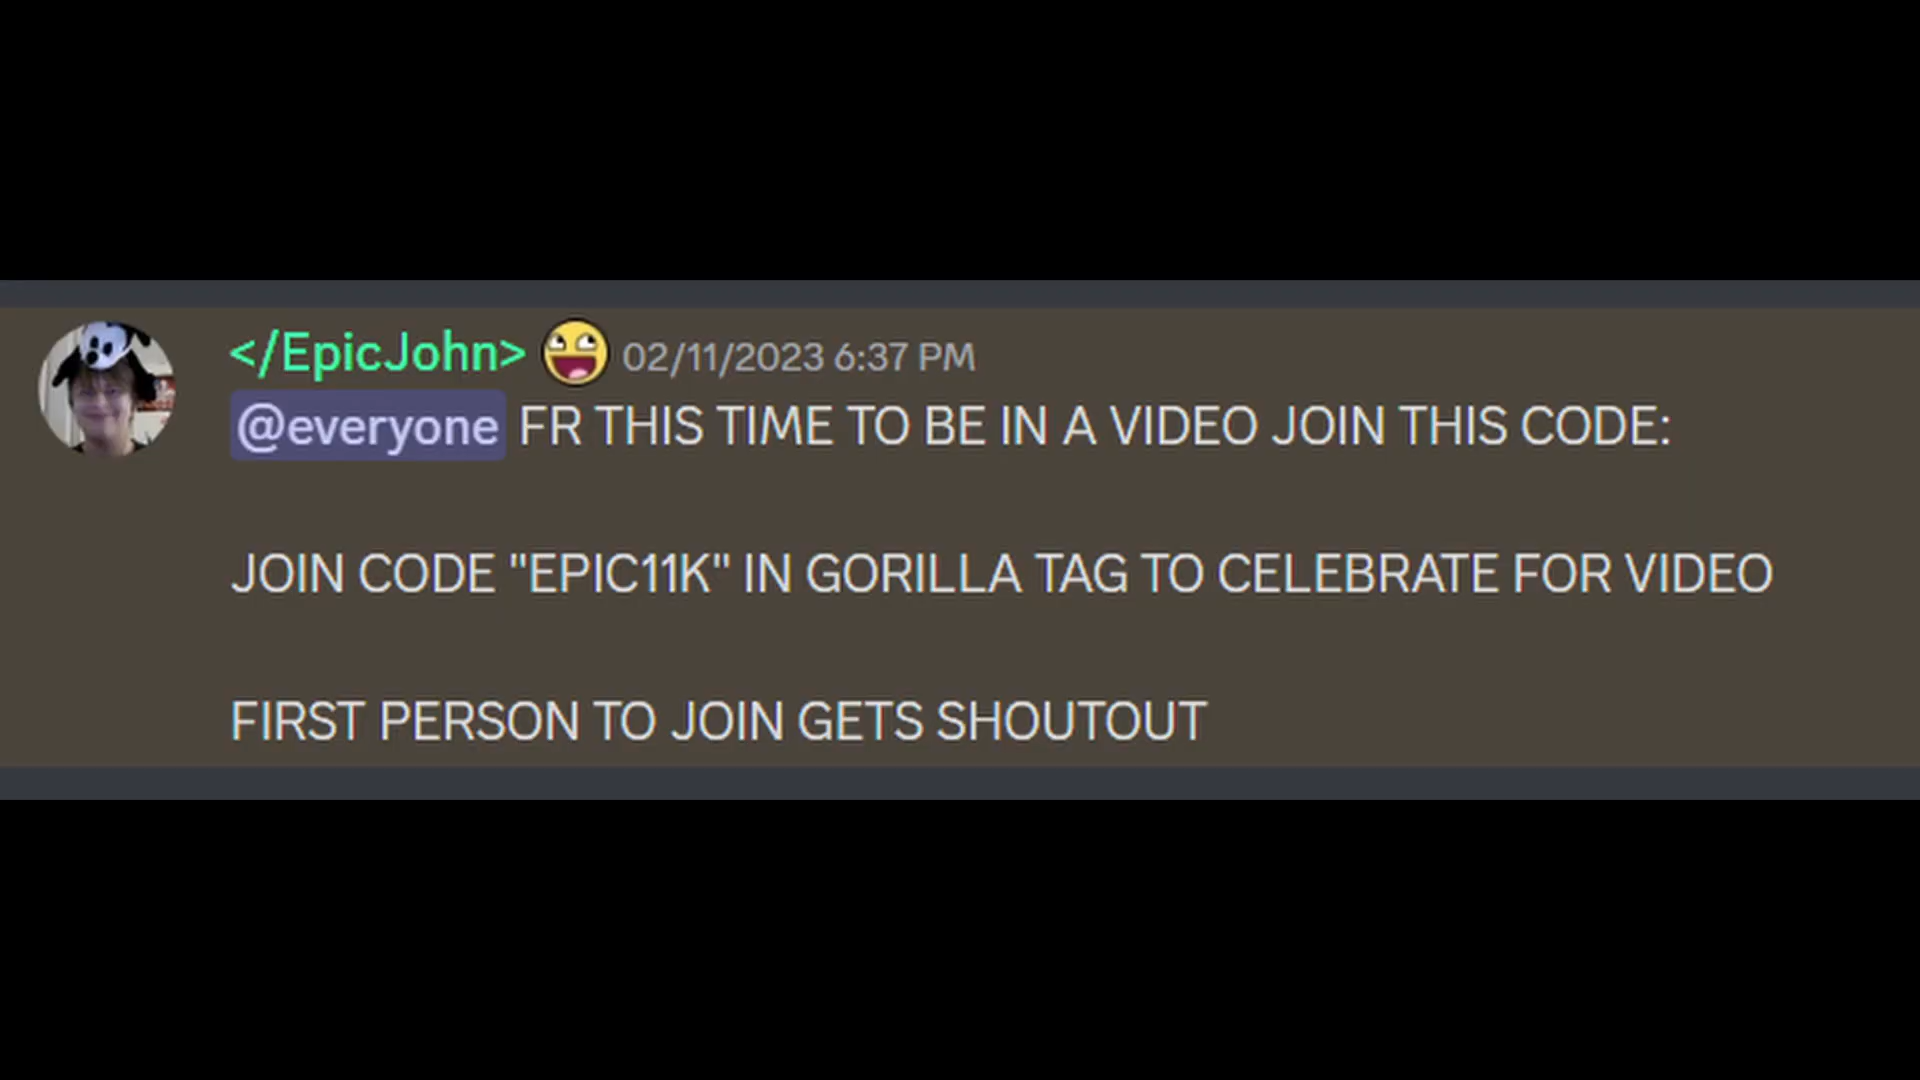 </EpicJohn> 02/11/2023 6:37 PM
@everyone FR THIS TIME TO BE IN A VIDEO JOIN THIS CODE:
JOIN CODE "EPIC11K" IN GORILLA TAG TO CELEBRATE FOR VIDEO
FIRST PERSON TO JOIN GETS SHOUTOUT